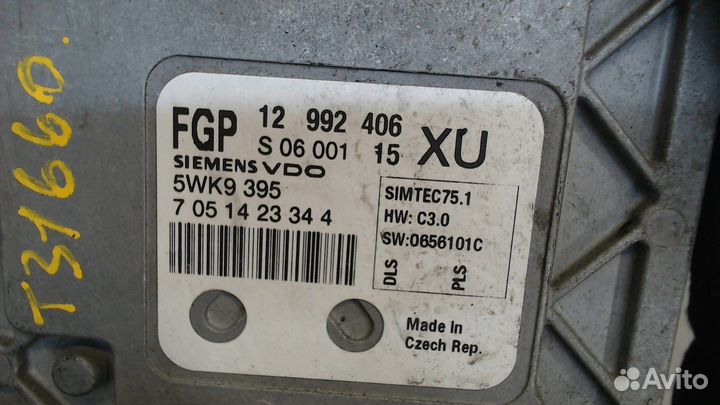 T31660.
FGP 12 992 406 XU
S 06 001 15
SIEMENS VDO
5WK9 395
7 05 14 23 34 4
SIMTEC75.1
HW: C3.0
SW:0656101C
DLS
PLS
Made In
Czech Rep.
Avito